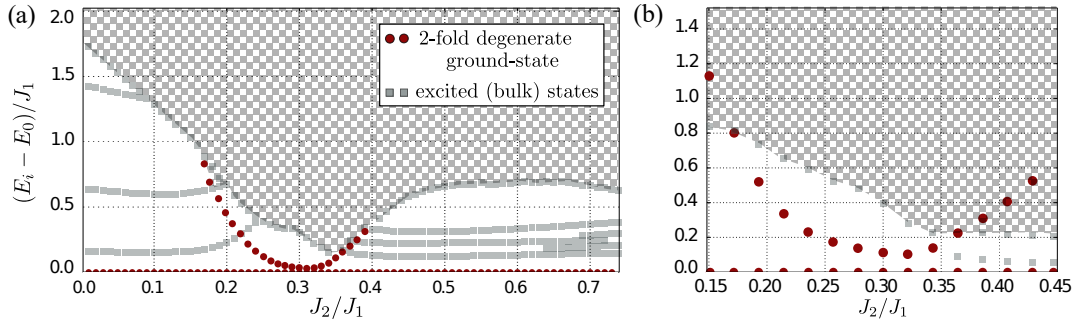 (a)
(E_i − E_0)/J_1
2.0
1.5
1.0
0.5
0.0
0.0 0.1 0.2 0.3 0.4 0.5 0.6 0.7
J_2/J_1
2-fold degenerate
ground-state
excited (bulk) states
(b)
1.4
1.2
1.0
0.8
0.6
0.4
0.2
0.0
0.15 0.20 0.25 0.30 0.35 0.40 0.45
J_2/J_1